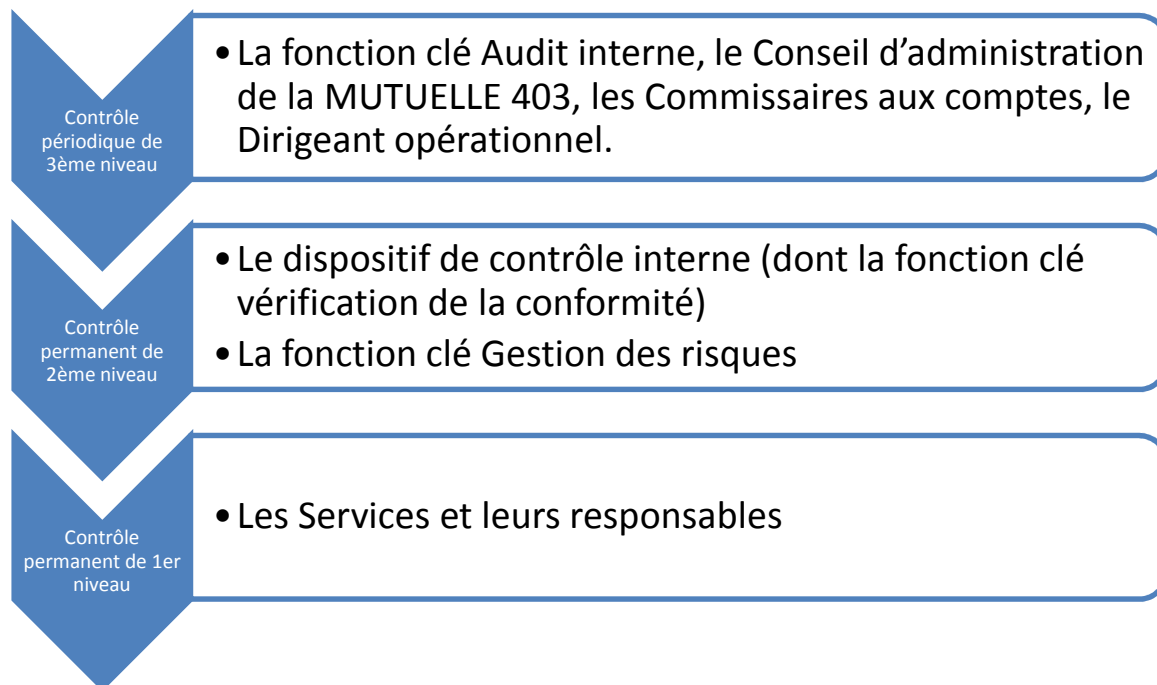 Contrôle
périodique de
3ème niveau
•La fonction clé Audit interne, le Conseil d’administration
de la MUTUELLE 403, les Commissaires aux comptes, le
Dirigeant opérationnel.
Contrôle
permanent de
2ème niveau
•Le dispositif de contrôle interne (dont la fonction clé
vérification de la conformité)
•La fonction clé Gestion des risques
Contrôle
permanent de 1er
niveau
•Les Services et leurs responsables